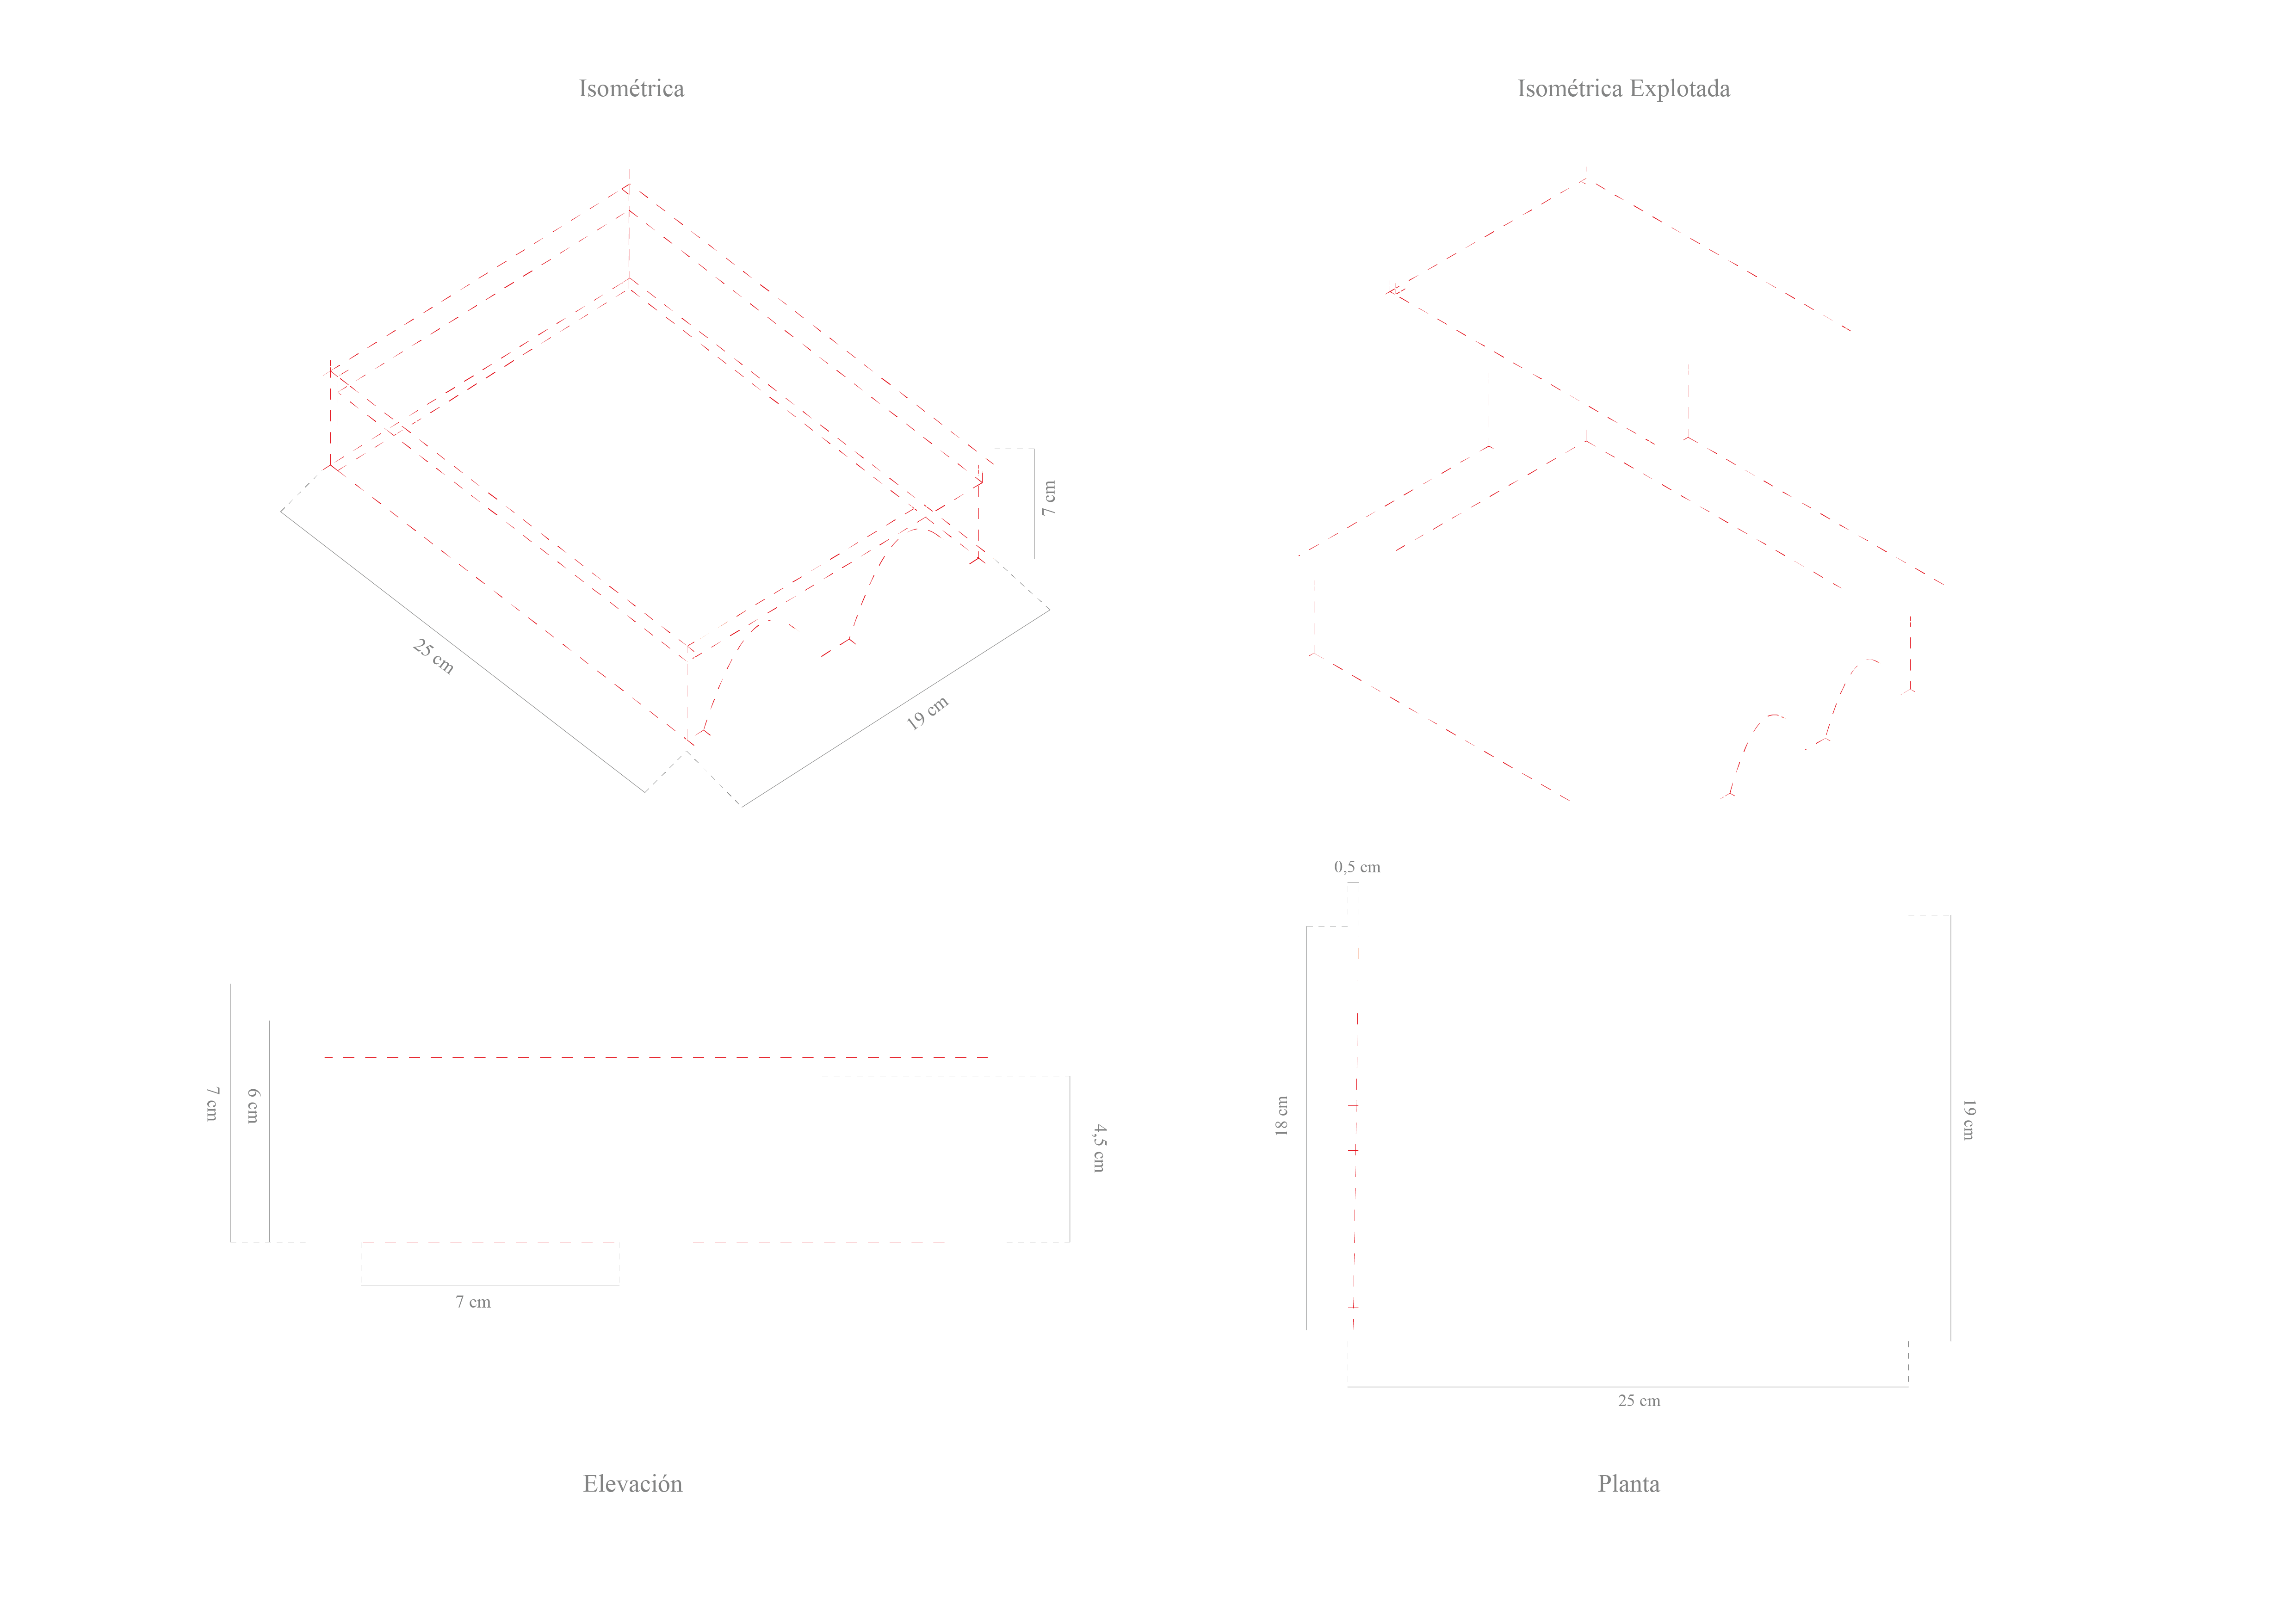 Isométrica
Isométrica Explotada
7 cm
25 cm
19 cm
0,5 cm
7 cm
6 cm
4,5 cm
18 cm
19 cm
7 cm
25 cm
Elevación
Planta